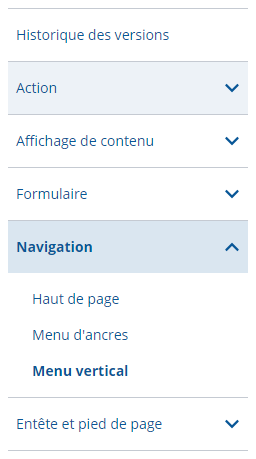 Historique des versions
Action
Affichage de contenu
Formulaire
Navigation
Haut de page
Menu d'ancres
Menu vertical
Entête et pied de page